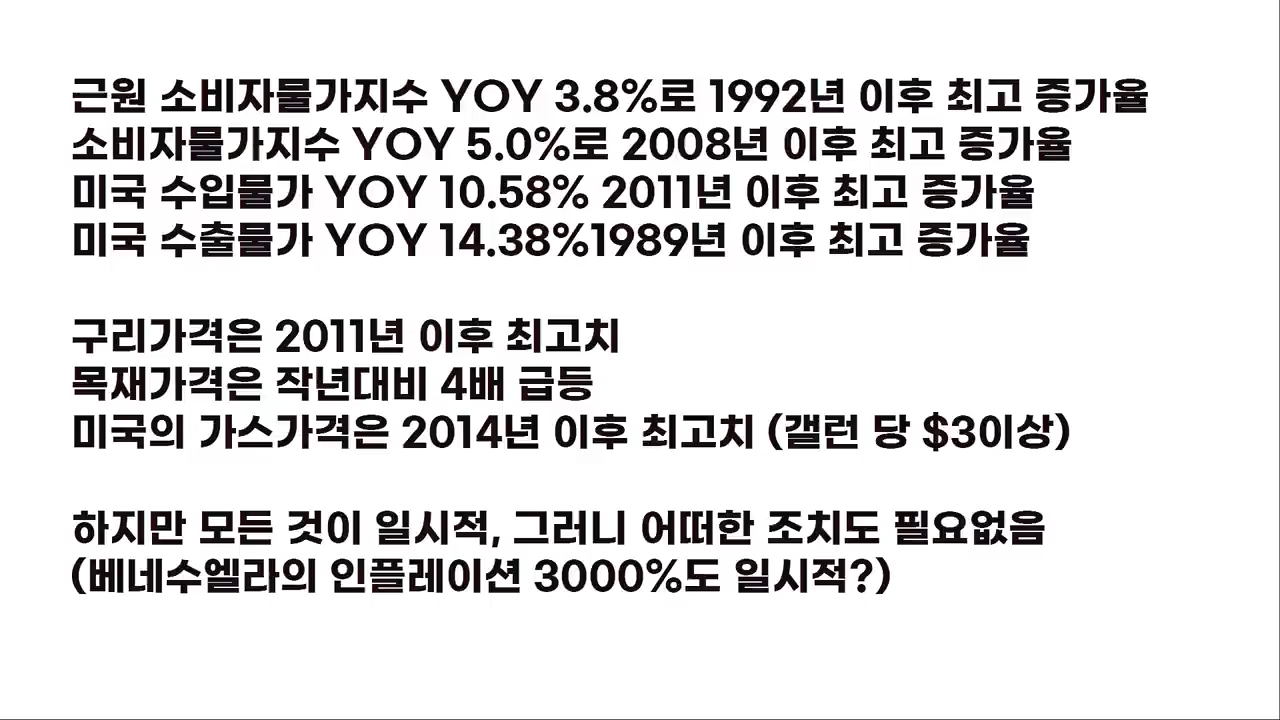 근원 소비자물가지수 YOY 3.8%로 1992년 이후 최고 증가율
소비자물가지수 YOY 5.0%로 2008년 이후 최고 증가율
미국 수입물가 YOY 10.58% 2011년 이후 최고 증가율
미국 수출물가 YOY 14.38%1989년 이후 최고 증가율
구리가격은 2011년 이후 최고치
목재가격은 작년대비 4배 급등
미국의 가스가격은 2014년 이후 최고치 (갤런 당 $3이상)
하지만 모든 것이 일시적, 그러니 어떠한 조치도 필요없음
(베네수엘라의 인플레이션 3000%도 일시적?)